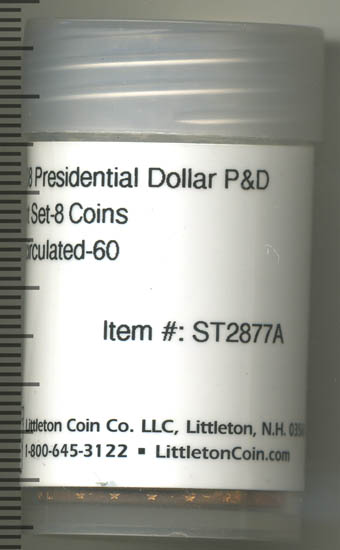 8 Presidential Dollar P&D
Set-8 Coins
rculated-60
Item #: ST2877A
Littleton Coin Co. LLC, Littleton, N.H. 035
1-800-645-3122 ▪ LittletonCoin.com